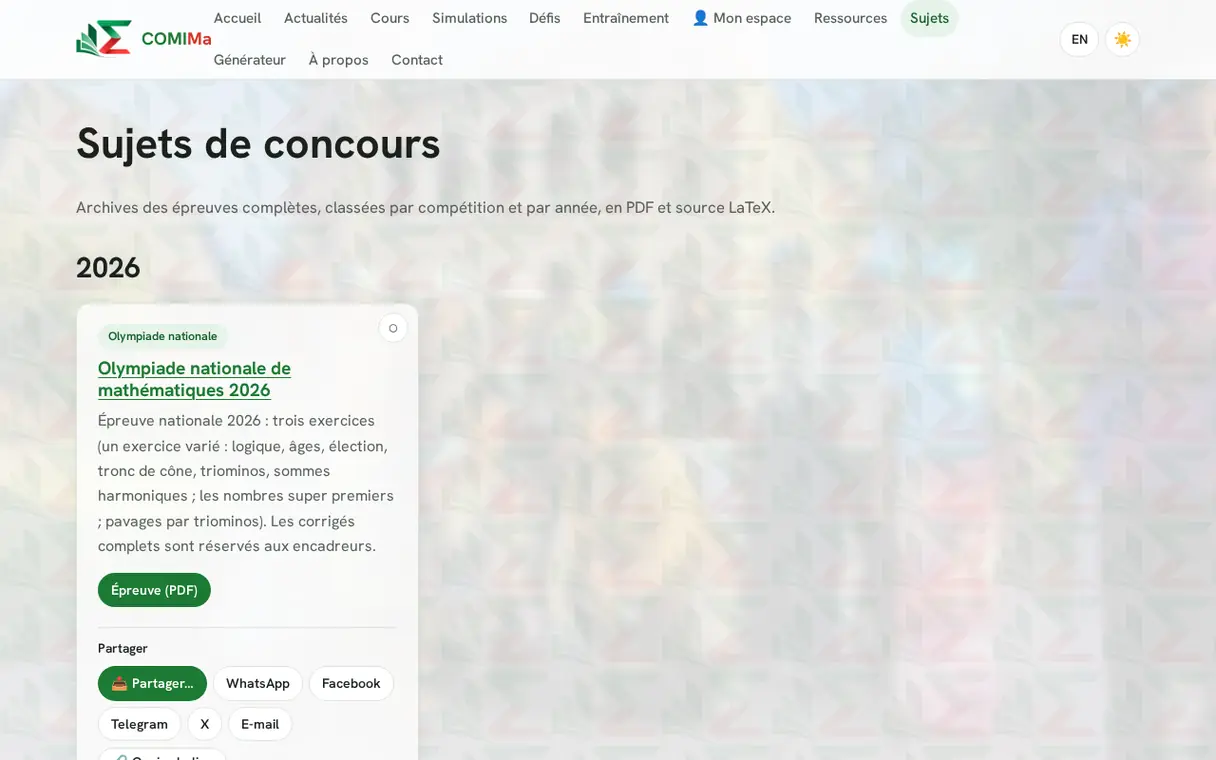 COMIMa
Accueil Actualités Cours Simulations Défis Entraînement Mon espace Ressources Sujets
Générateur À propos Contact
EN
Sujets de concours
Archives des épreuves complètes, classées par compétition et par année, en PDF et source LaTeX.
2026
Olympiade nationale
Olympiade nationale de
mathématiques 2026
Épreuve nationale 2026 : trois exercices
(un exercice varié : logique, âges, élection,
tronc de cône, triominos, sommes
harmoniques ; les nombres super premiers
; pavages par triominos). Les corrigés
complets sont réservés aux encadreurs.
Épreuve (PDF)
Partager
Partager... WhatsApp Facebook
Telegram X E-mail